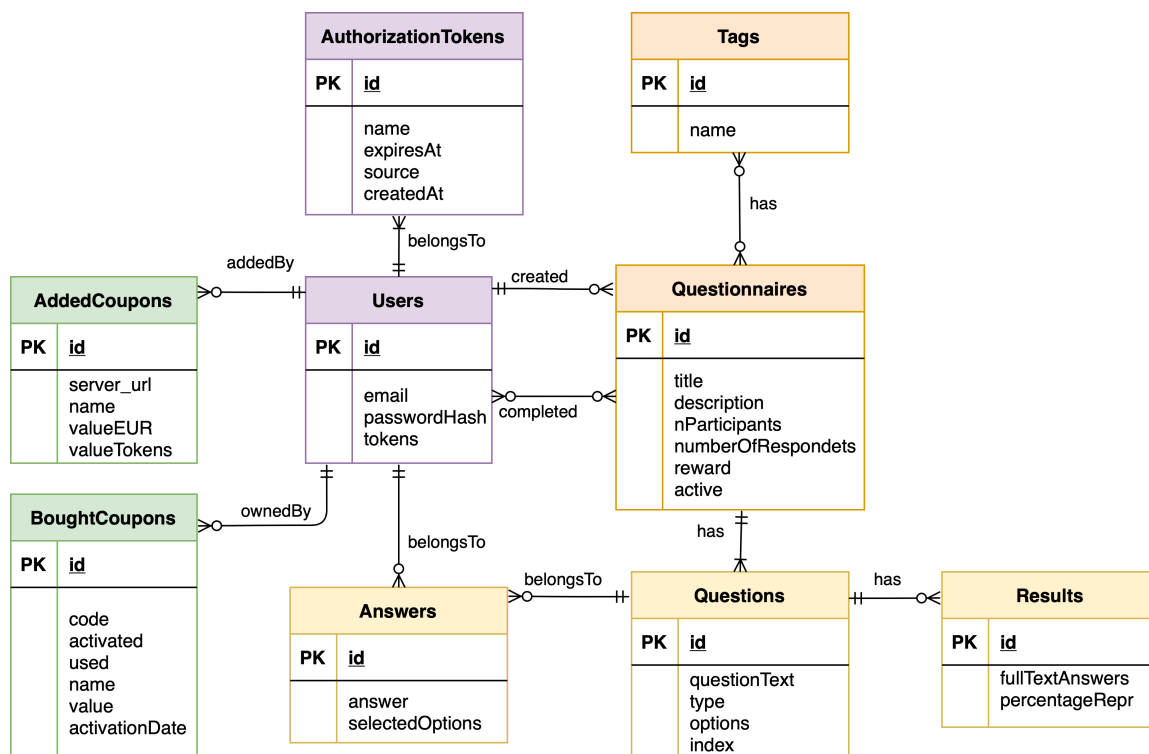 AuthorizationTokens
PK id
name
expiresAt
source
createdAt
Tags
PK id
name
has
belongsTo
addedBy
created
AddedCoupons
PK id
server_url
name
valueEUR
valueTokens
Users
PK id
email
passwordHash
tokens
completed
Questionnaires
PK id
title
description
nParticipants
numberOfRespondets
reward
active
BoughtCoupons
PK id
code
activated
used
name
value
activationDate
ownedBy
belongsTo
has
belongsTo
has
Answers
PK id
answer
selectedOptions
Questions
PK id
questionText
type
options
index
Results
PK id
fullTextAnswers
percentageRepr